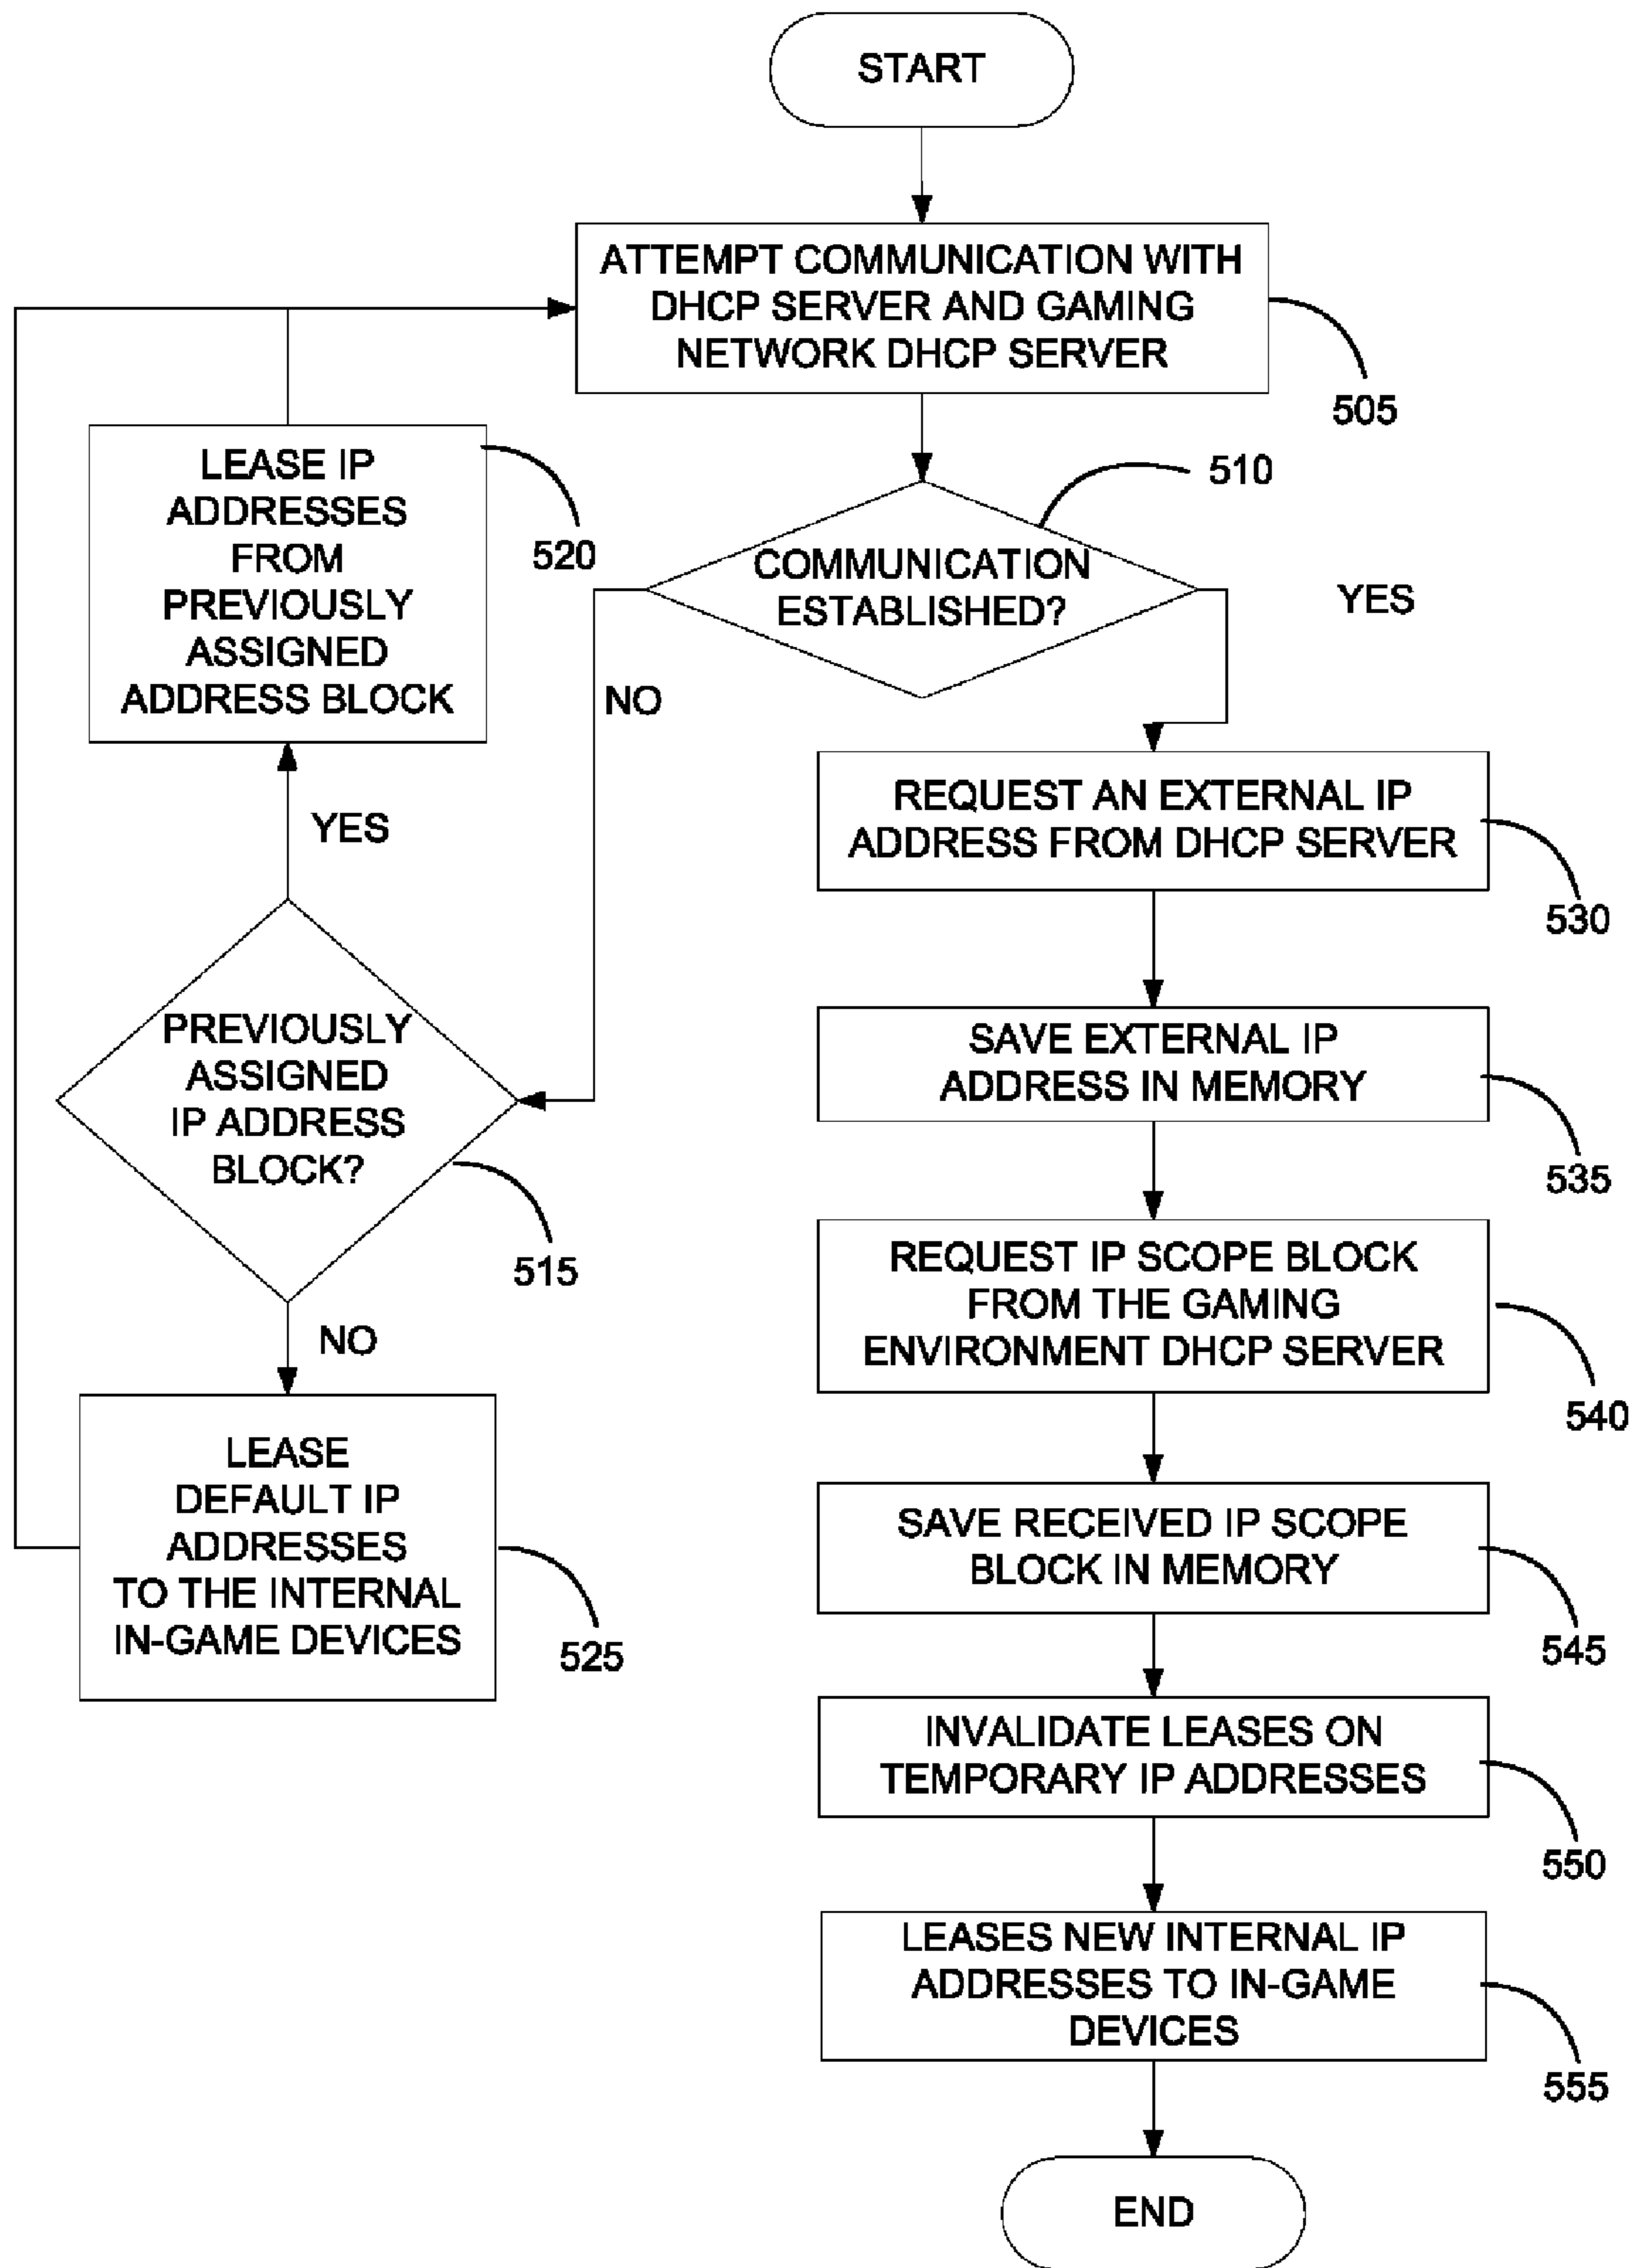 START
ATTEMPT COMMUNICATION WITH
DHCP SERVER AND GAMING
NETWORK DHCP SERVER
505
LEASE IP
ADDRESSES
FROM
PREVIOUSLY
ASSIGNED
ADDRESS BLOCK
520
510
COMMUNICATION
ESTABLISHED?
YES
NO
YES
REQUEST AN EXTERNAL IP
ADDRESS FROM DHCP SERVER
530
PREVIOUSLY
ASSIGNED
IP ADDRESS
BLOCK?
515
SAVE EXTERNAL IP
ADDRESS IN MEMORY
535
NO
REQUEST IP SCOPE BLOCK
FROM THE GAMING
ENVIRONMENT DHCP SERVER
540
LEASE
DEFAULT IP
ADDRESSES
TO THE INTERNAL
IN-GAME DEVICES
525
SAVE RECEIVED IP SCOPE
BLOCK IN MEMORY
545
INVALIDATE LEASES ON
TEMPORARY IP ADDRESSES
550
LEASES NEW INTERNAL IP
ADDRESSES TO IN-GAME
DEVICES
555
END